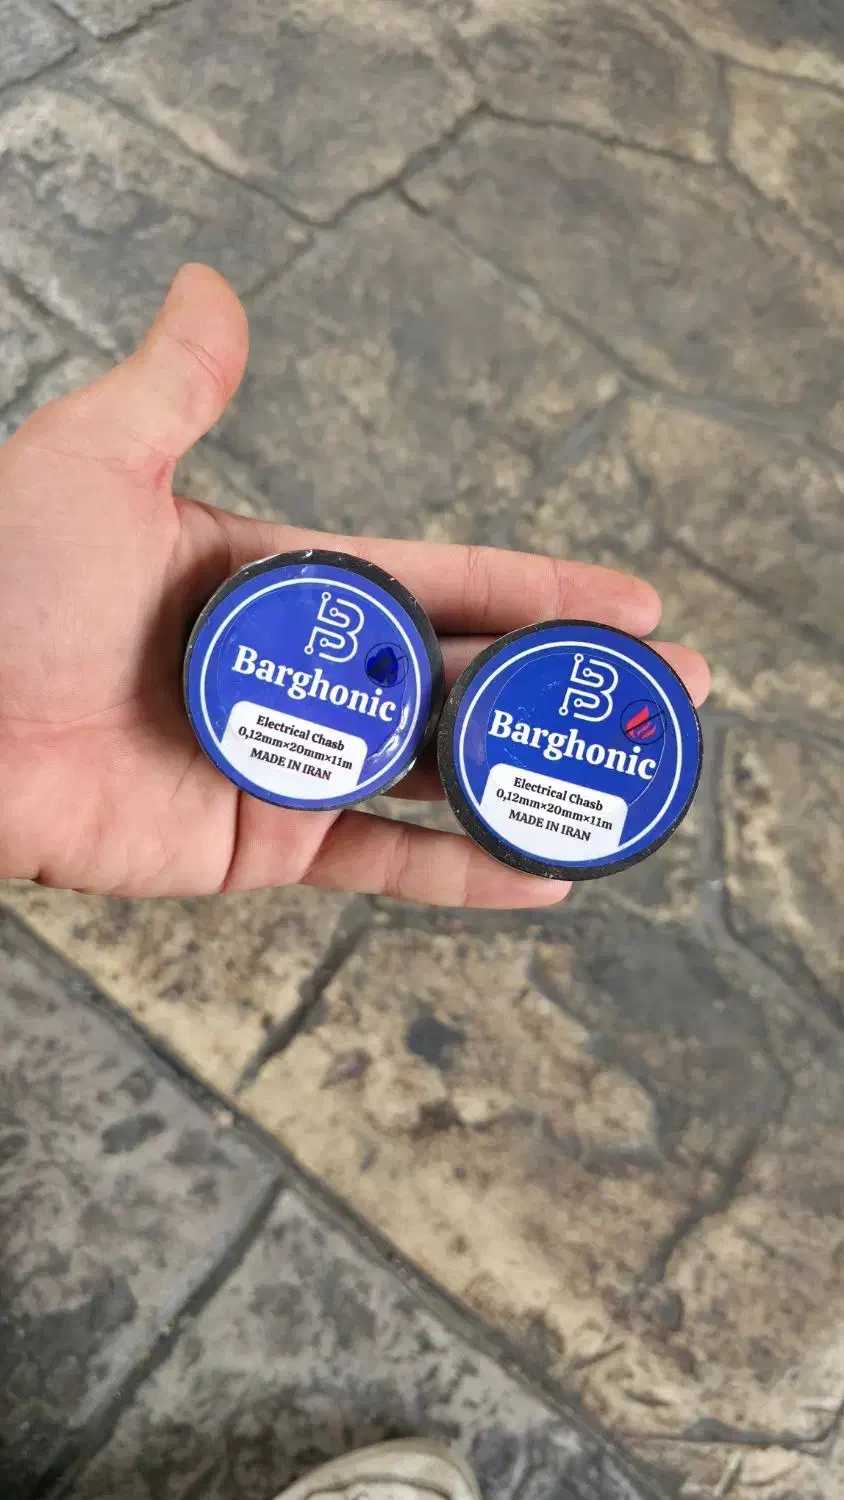 B
Barghonic
Electrical Chasb
0,12mm×20mm×11m
MADE IN IRAN
B
Barghonic
Electrical Chasb
0,12mm×20mm×11m
MADE IN IRAN